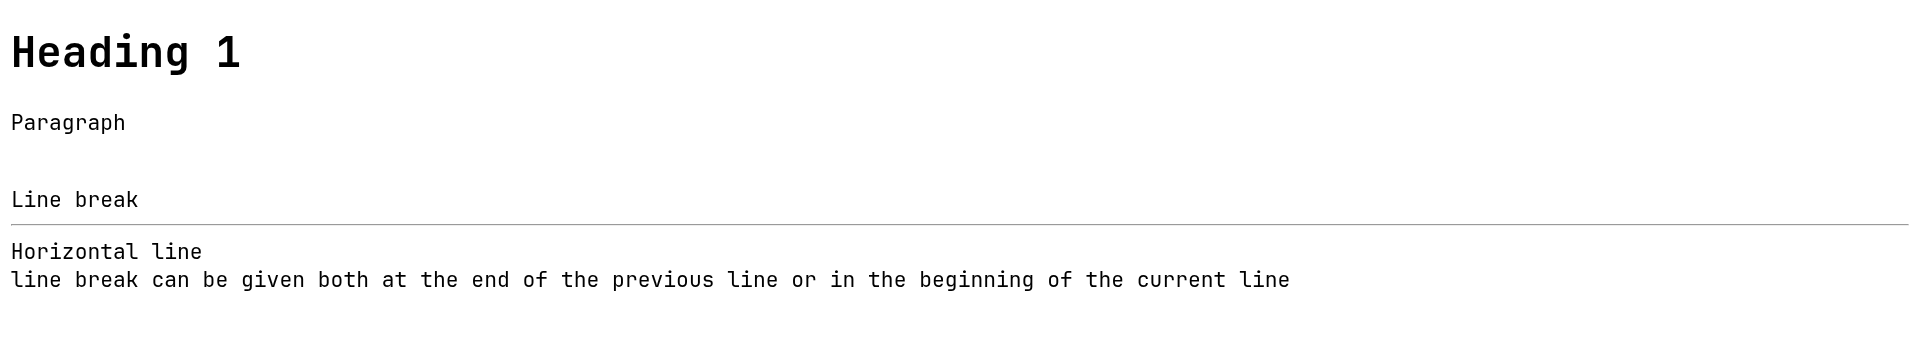 Heading 1
Paragraph
Line break
Horizontal line
line break can be given both at the end of the previous line or in the beginning of the current line